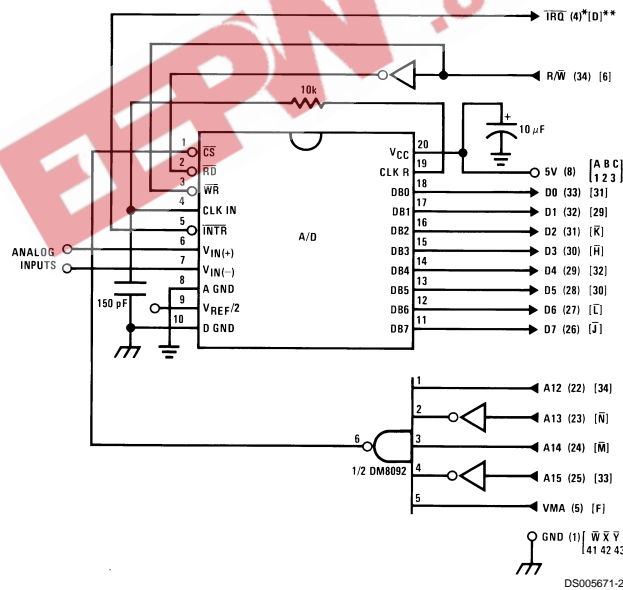 EEPW.
I̅R̅Q̅ (4)*[D]**
R/W̅ (34) [6]
10k
+
10 μF
1 C̅S̅
2 R̅D̅
3 W̅R̅
4 CLK IN
5 I̅N̅T̅R̅
6 VIN(+)
7 VIN(−)
8 A GND
9 VREF/2
10 D GND
A/D
ANALOG
INPUTS
150 pF
VCC 20
CLK R 19
5V (8) [A B C]
[1 2 3]
DB0 18 D0 (33) [31]
DB1 17 D1 (32) [29]
DB2 16 D2 (31) [K̅]
DB3 15 D3 (30) [H̅]
DB4 14 D4 (29) [32]
DB5 13 D5 (28) [30]
DB6 12 D6 (27) [L̅]
DB7 11 D7 (26) [J̅]
1 A12 (22) [34]
2 A13 (23) [N̅]
3 A14 (24) [M̅]
4 A15 (25) [33]
5 VMA (5) [F]
6
1/2 DM8092
GND (1) [W̅ X̅ Y̅
41 42 43
DS005671-2